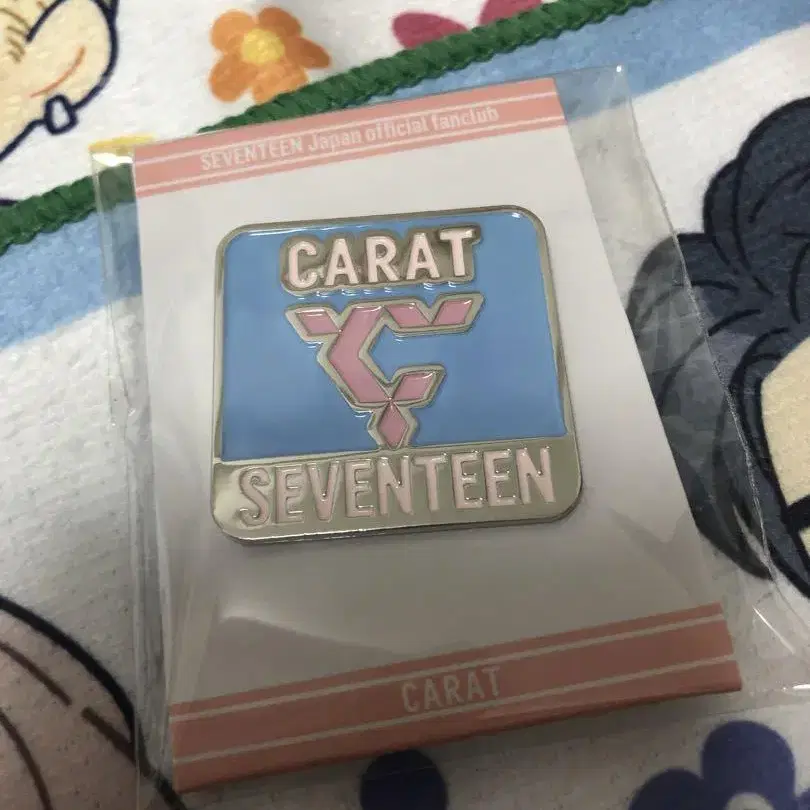 SEVENTEEN Japan official fanclub
CARAT
SEVENTEEN
CARAT